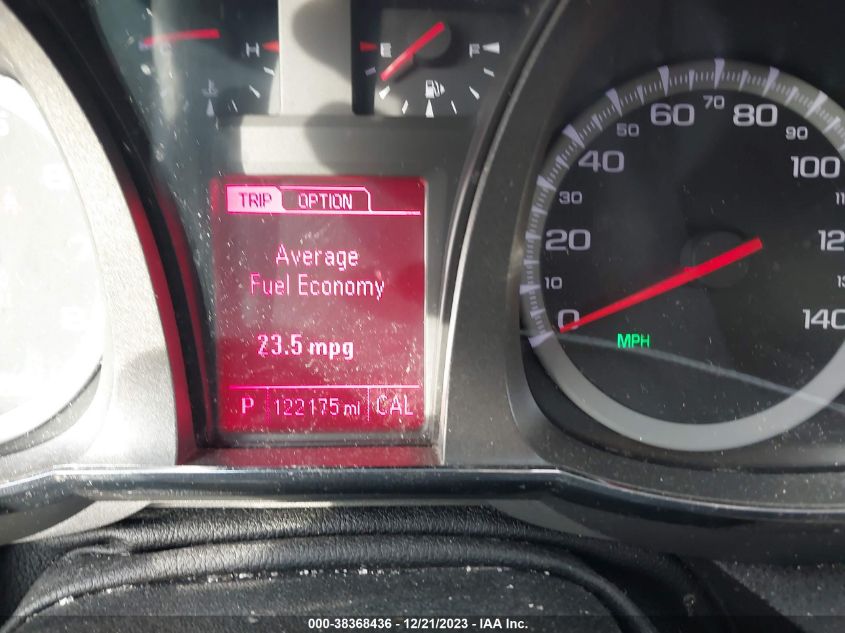 H E F
TRIP OPTION
Average
Fuel Economy
23.5 mpg
P 122175 mi CAL
0 10 20 30 40 50 60 70 80 90 100 140
MPH
000-38368436 - 12/21/2023 - IAA Inc.